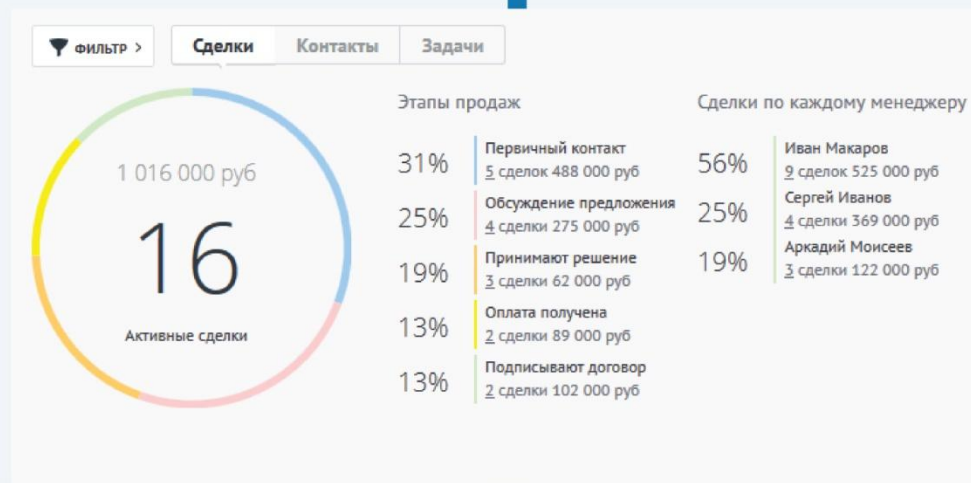 ФИЛЬТР >
Сделки
Контакты
Задачи
1 016 000 руб
16
Активные сделки
Этапы продаж
31%
Первичный контакт
5 сделок 488 000 руб
25%
Обсуждение предложения
4 сделки 275 000 руб
19%
Принимают решение
3 сделки 62 000 руб
13%
Оплата получена
2 сделки 89 000 руб
13%
Подписывают договор
2 сделки 102 000 руб
Сделки по каждому менеджеру
56%
Иван Макаров
9 сделок 525 000 руб
25%
Сергей Иванов
4 сделки 369 000 руб
19%
Аркадий Моисеев
3 сделки 122 000 руб